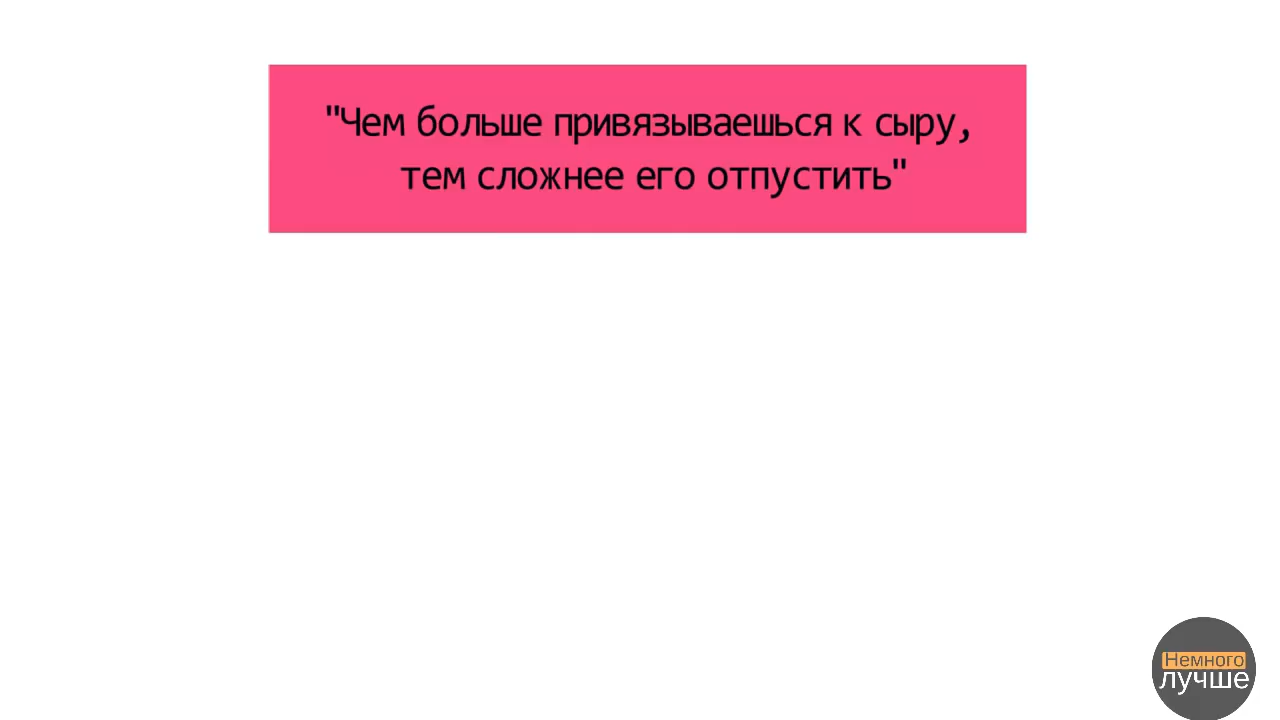 "Чем больше привязываешься к сыру,
тем сложнее его отпустить"
Немного
лучше